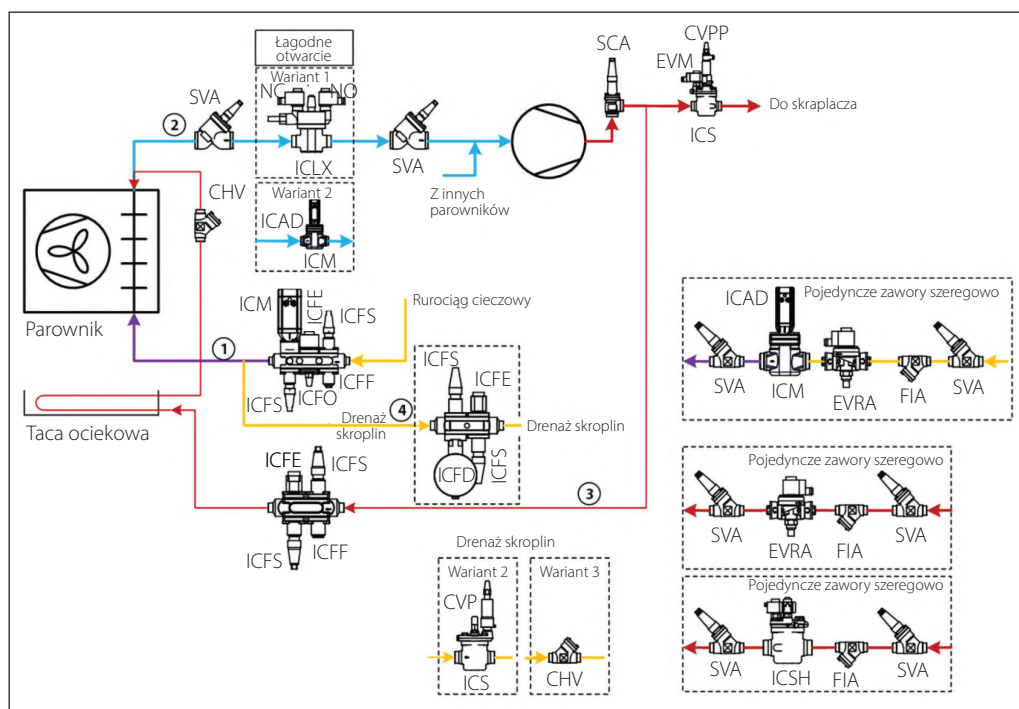 Łagodne
otwarcie
Wariant 1
NC
NO
SVA
2
ICLX
SVA
SCA
CVPP
EVM
ICS
Do skraplacza
Z innych
parowników
CHV
Wariant 2
ICAD
ICM
Parownik
ICM
ICFE
ICFS
Rurociąg cieczowy
1
ICFF
ICFO
ICFS
Taca ociekowa
Drenaż
skroplin
4
ICFS
ICFE
Drenaż skroplin
ICFD
ICFS
ICFE
ICFS
ICFS
ICFF
3
Drenaż skroplin
Wariant 2
CVP
ICS
Wariant 3
CHV
Pojedyncze zawory szeregowo
ICAD
SVA
ICM
EVRA
FIA
SVA
Pojedyncze zawory szeregowo
SVA
EVRA
FIA
SVA
Pojedyncze zawory szeregowo
SVA
ICSH
FIA
SVA